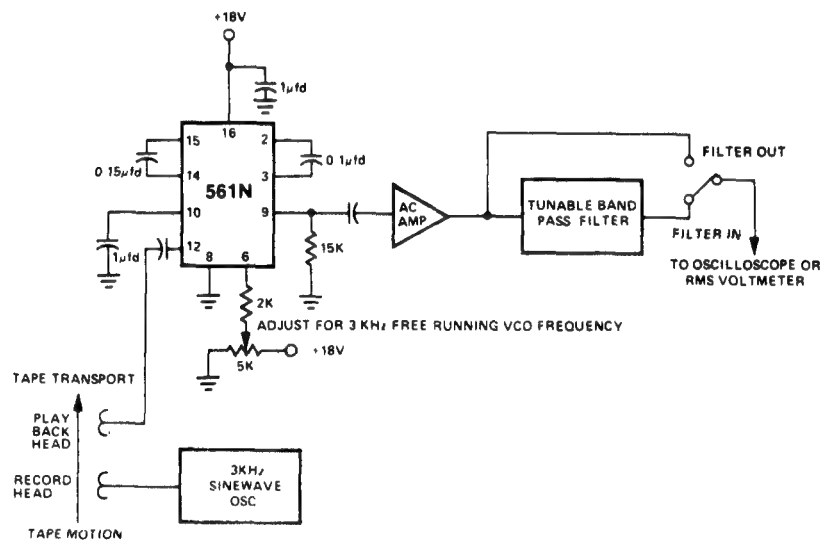 +18V
1µfd
16
15
2
0 15µfd
0 1µfd
14
3
561N
10
9
12
1µfd
8
6
15K
2K
AC
AMP
TUNABLE BAND
PASS FILTER
FILTER OUT
FILTER IN
TO OSCILLOSCOPE OR
RMS VOLTMETER
ADJUST FOR 3 KHz FREE RUNNING VCO FREQUENCY
+18V
5K
TAPE TRANSPORT
PLAY
BACK
HEAD
RECORD
HEAD
3KHz
SINEWAVE
OSC
TAPE MOTION